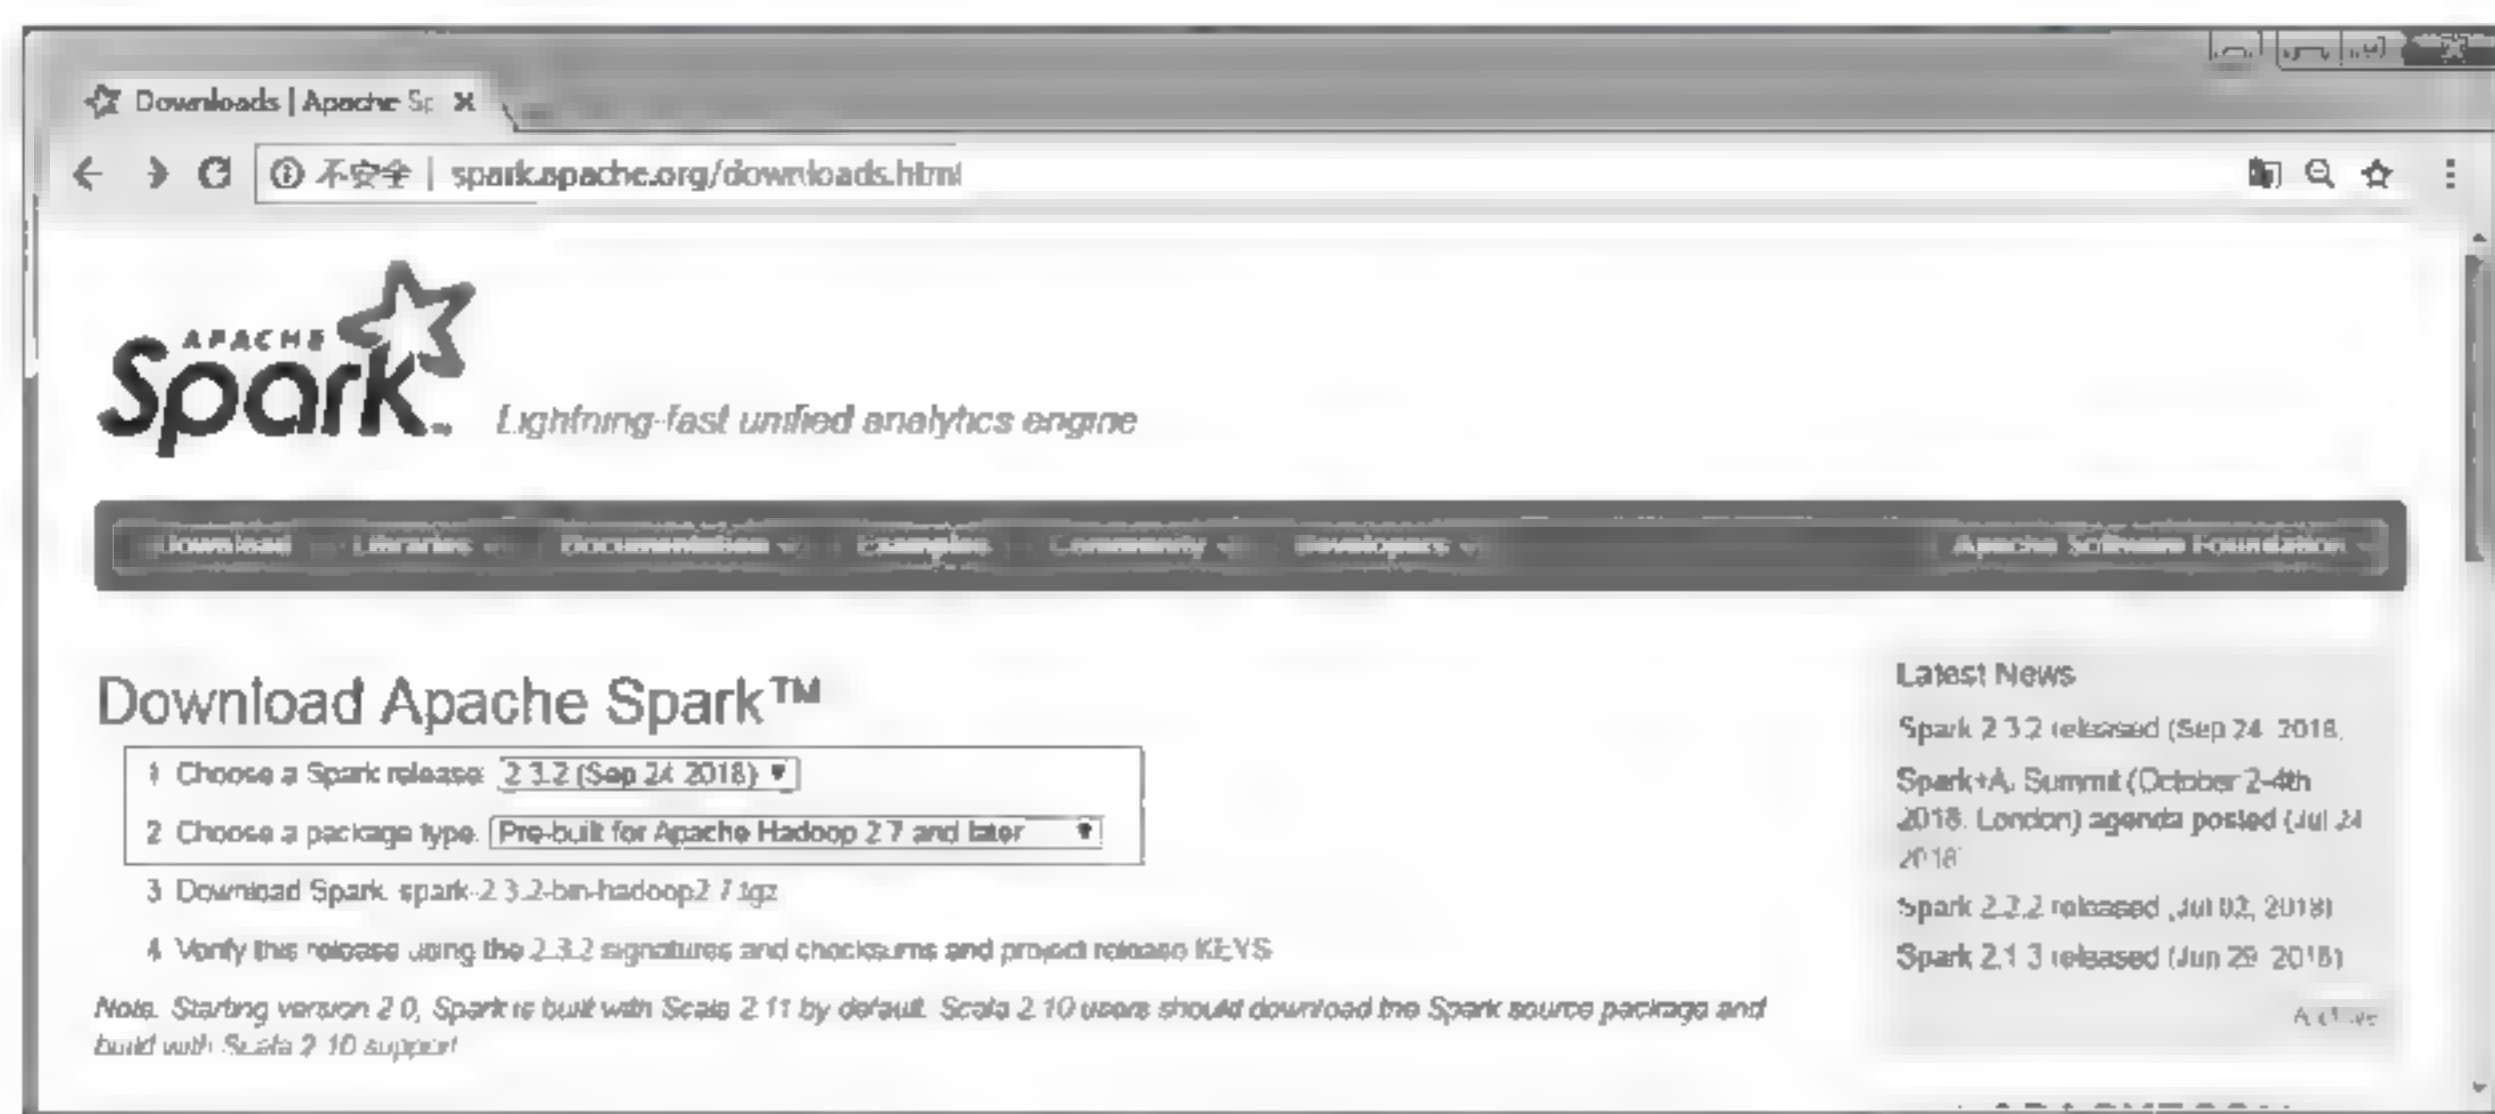 Downloads | Apache Sp
不安全 | spark.apache.org/downloads.html
APACHE
Spark™ Lightning-fast unified analytics engine
Download Libraries Documentation Examples Community Developers Apache Software Foundation
Download Apache Spark™
1 Choose a Spark release: 2.3.2 (Sep 24 2018)
2 Choose a package type: Pre-built for Apache Hadoop 2.7 and later
3 Download Spark: spark-2.3.2-bin-hadoop2.7.tgz
4 Verify this release using the 2.3.2 signatures and checksums and project release KEYS
Note: Starting version 2.0, Spark is built with Scala 2.11 by default. Scala 2.10 users should download the Spark source package and
build with Scala 2.10 support
Latest News
Spark 2.3.2 released (Sep 24, 2018)
Spark+AI Summit (October 2-4th
2018, London) agenda posted (Jul 24
2018)
Spark 2.2.2 released (Jul 02, 2018)
Spark 2.1.3 released (Jun 29, 2018)
Archive